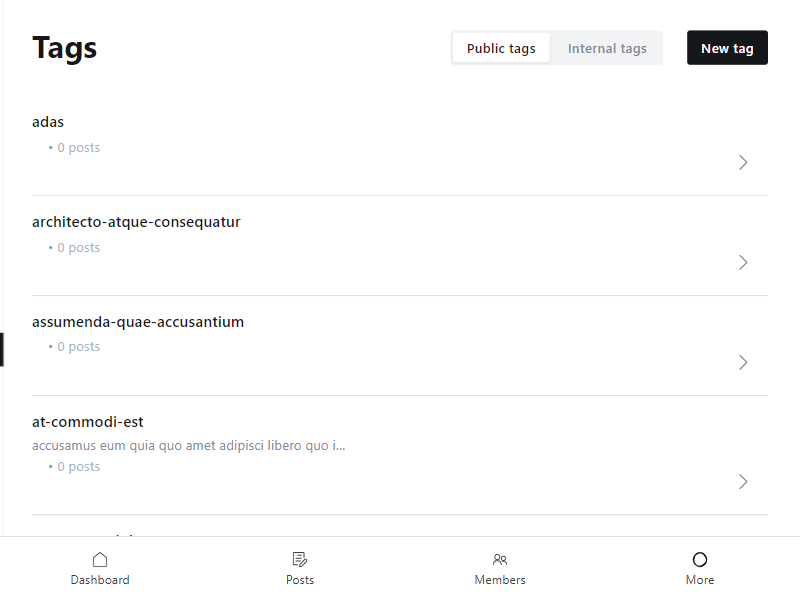 Tags
Public tags
Internal tags
New tag
adas
• 0 posts
architecto-atque-consequatur
• 0 posts
assumenda-quae-accusantium
• 0 posts
at-commodi-est
accusamus eum quia quo amet adipisci libero quo i...
• 0 posts
Dashboard
Posts
Members
More